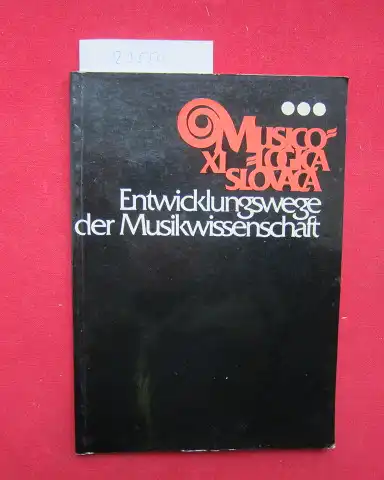 MUSICO=
XI =LOGICA
SLOVACA
Entwicklungswege
der Musikwissenschaft